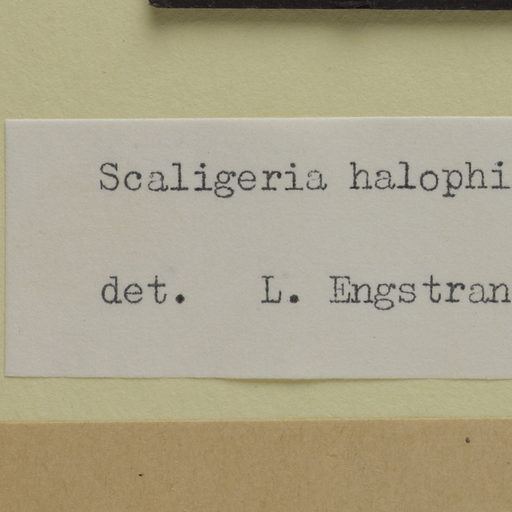 Scaligeria halophi
det. L. Engstran